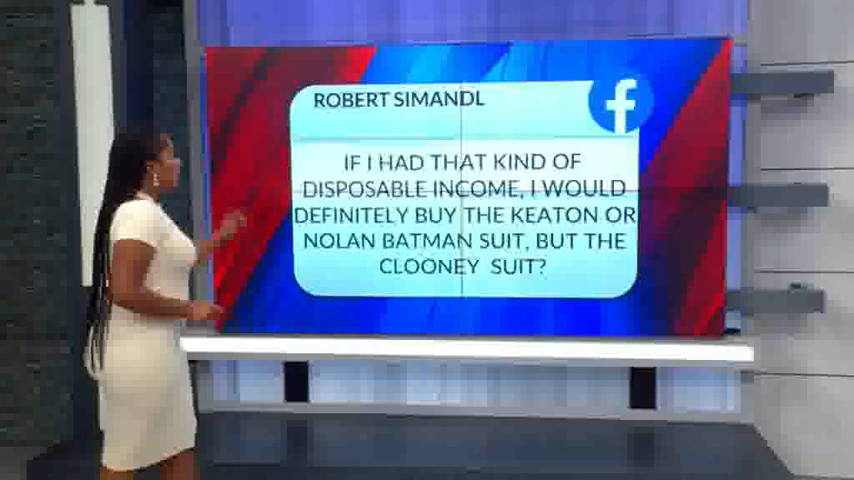 ROBERT SIMANDL
IF I HAD THAT KIND OF
DISPOSABLE INCOME, I WOULD
DEFINITELY BUY THE KEATON OR
NOLAN BATMAN SUIT, BUT THE
CLOONEY SUIT?